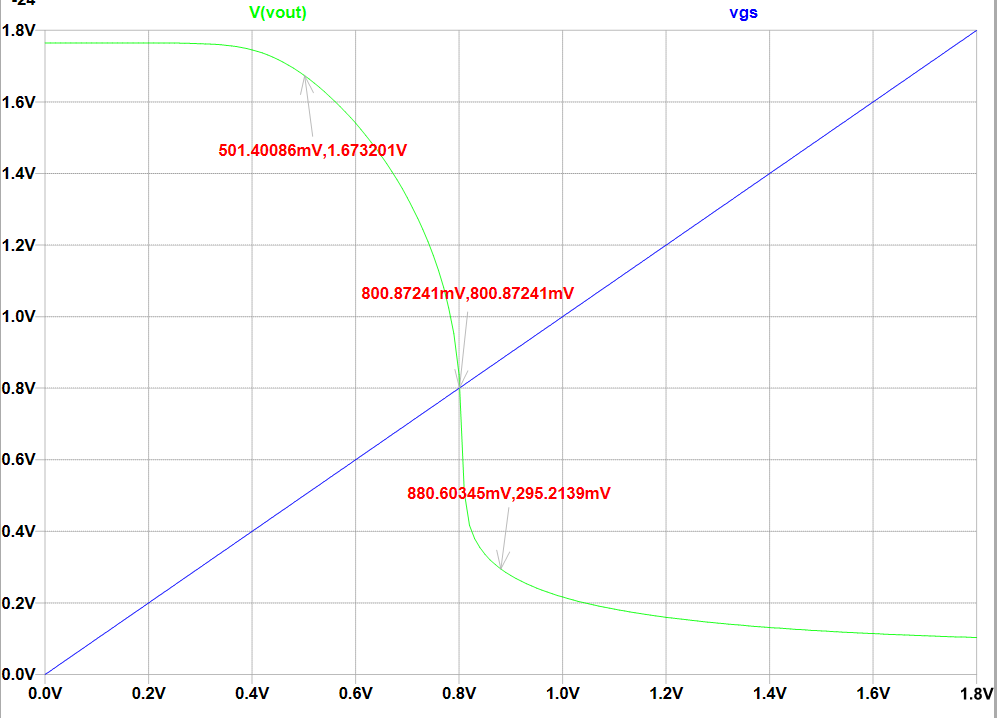 -24
V(vout) vgs
1.8V
1.6V
501.40086mV,1.673201V
1.4V
1.2V
800.87241mV,800.87241mV
1.0V
0.8V
0.6V
880.60345mV,295.2139mV
0.4V
0.2V
0.0V
0.0V 0.2V 0.4V 0.6V 0.8V 1.0V 1.2V 1.4V 1.6V 1.8V